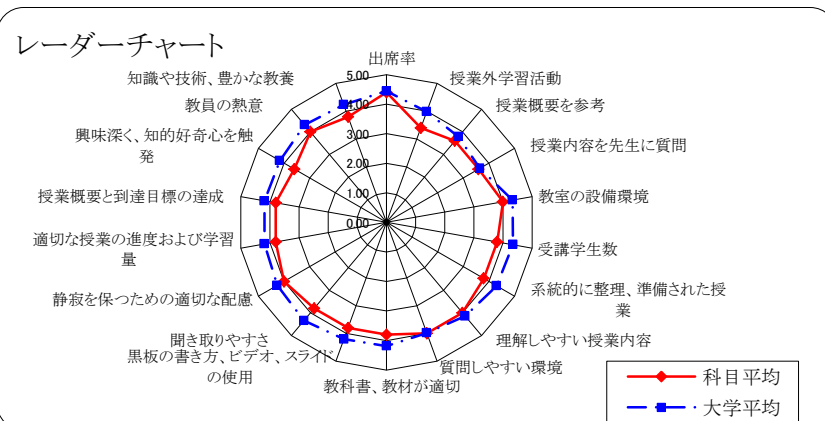 レーダーチャート
出席率
授業外学習活動
授業概要を参考
授業内容を先生に質問
教室の設備環境
受講学生数
系統的に整理、準備された授
業
理解しやすい授業内容
質問しやすい環境
教科書、教材が適切
黒板の書き方、ビデオ、スライド
の使用
聞き取りやすさ
静寂を保つための適切な配慮
適切な授業の進度および学習
量
授業概要と到達目標の達成
興味深く、知的好奇心を触
発
教員の熱意
知識や技術、豊かな教養
5.00
4.00
3.00
2.00
1.00
0.00
科目平均
大学平均